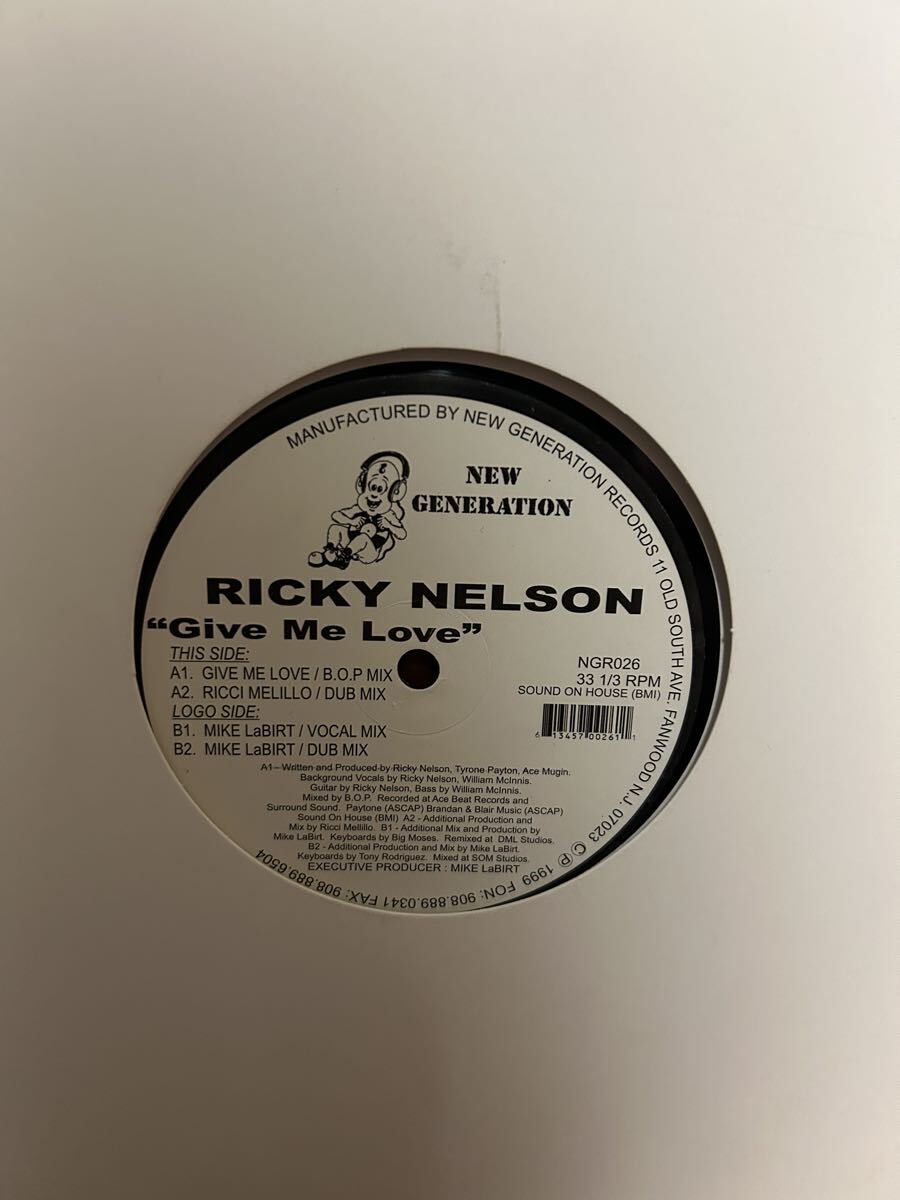 MANUFACTURED BY NEW GENERATION RECORDS 11 OLD SOUTH AVE. FANWOOD N.J. 07023 © ℗ 1999 FON: 908.889.0341 FAX: 908.889.6504
NEW
GENERATION
RICKY NELSON
“Give Me Love”
THIS SIDE:
A1. GIVE ME LOVE / B.O.P MIX
A2. RICCI MELILLO / DUB MIX
LOGO SIDE:
B1. MIKE LaBIRT / VOCAL MIX
B2. MIKE LaBIRT / DUB MIX
NGR026
33 1/3 RPM
SOUND ON HOUSE (BMI)
6 13457 00261 1
A1 - Written and Produced by Ricky Nelson, Tyrone Payton, Ace Mugin.
Background Vocals by Ricky Nelson, William McInnis.
Guitar by Ricky Nelson, Bass by William McInnis.
Mixed by B.O.P. Recorded at Ace Beat Records and
Surround Sound. Paytone (ASCAP) Brandan & Blair Music (ASCAP)
Sound On House (BMI) A2 - Additional Production and
Mix by Ricci Mellillo. B1 - Additional Mix and Production by
Mike LaBirt. Keyboards by Big Moses. Remixed at DML Studios.
B2 - Additional Production and Mix by Mike LaBirt.
Keyboards by Tony Rodriguez. Mixed at SOM Studios.
EXECUTIVE PRODUCER : MIKE LaBIRT